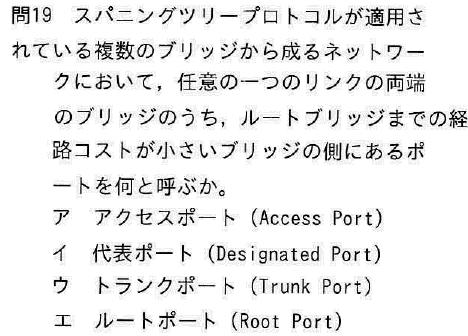 問19　スパニングツリープロトコルが適用さ
れている複数のブリッジから成るネットワー
クにおいて，任意の一つのリンクの両端
のブリッジのうち，ルートブリッジまでの経
路コストが小さいブリッジの側にあるポ
ートを何と呼ぶか。
ア　アクセスポート (Access Port)
イ　代表ポート (Designated Port)
ウ　トランクポート (Trunk Port)
エ　ルートポート (Root Port)